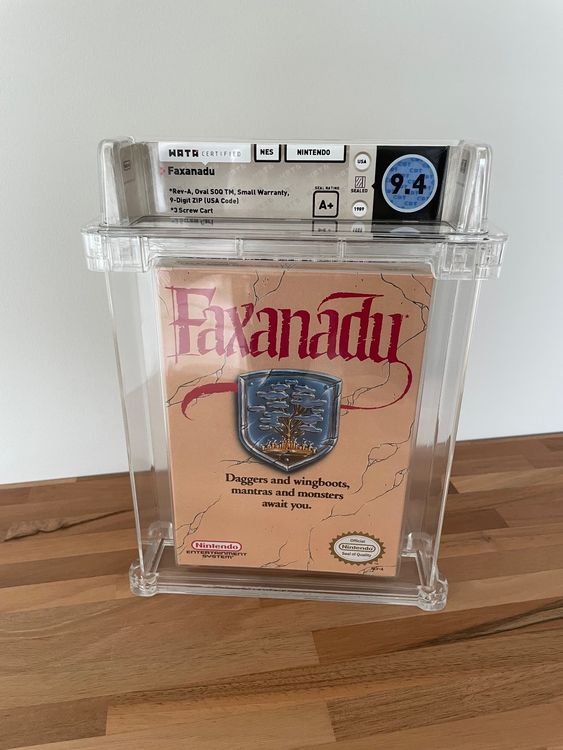 WATA CERTIFIED
NES
NINTENDO
USA
Faxanadu
*Rev-A, Oval SOQ TM, Small Warranty,
9-Digit ZIP (USA Code)
*3 Screw Cart
SEAL RATING
A+
SEALED
1989
9.4
CBT
Faxanadu
Daggers and wingboots,
mantras and monsters
await you.
Nintendo
ENTERTAINMENT
SYSTEM
Official
Nintendo
Seal of Quality